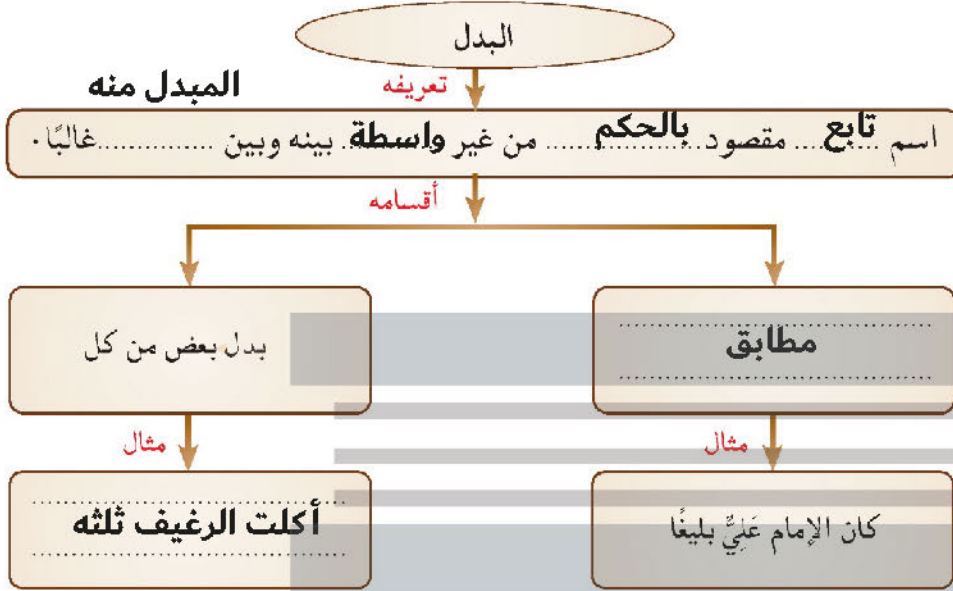 البدل
تعريفه
المبدل منه
اسم تابع مقصود بالحكم من غير واسطة بينه وبين .............. غالبًا.
أقسامه
مطابق
بدل بعض من كل
مثال
مثال
كان الإمام عَلِيٌّ بليغًا
أكلت الرغيف ثلثه